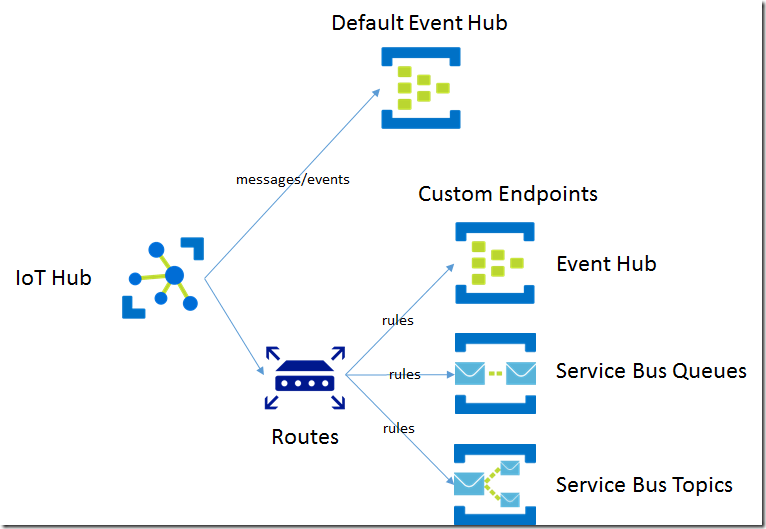 Default Event Hub
messages/events
Custom Endpoints
IoT Hub
Event Hub
rules
rules
Service Bus Queues
rules
Routes
Service Bus Topics